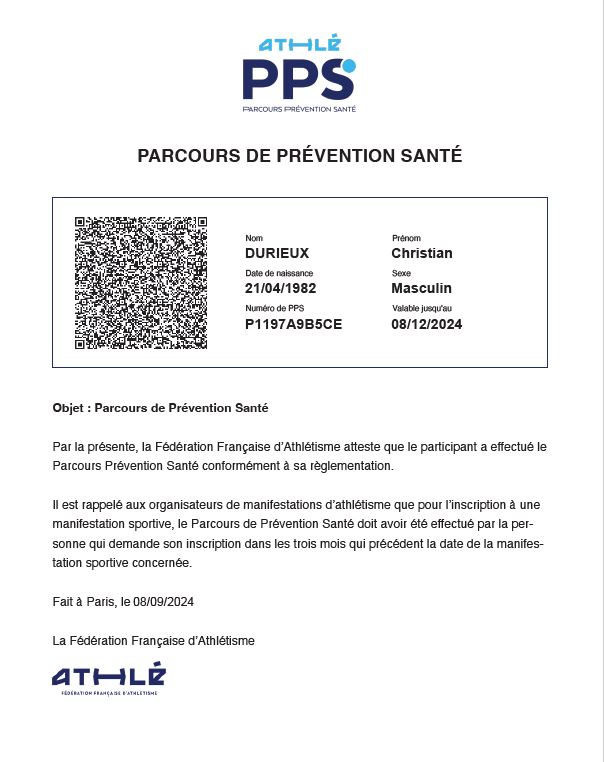 ATHLÉ
PPS
PARCOURS PRÉVENTION SANTÉ
PARCOURS DE PRÉVENTION SANTÉ
Nom
DURIEUX
Prénom
Christian
Date de naissance
21/04/1982
Sexe
Masculin
Numéro de PPS
P1197A9B5CE
Valable jusqu'au
08/12/2024
Objet : Parcours de Prévention Santé
Par la présente, la Fédération Française d'Athlétisme atteste que le participant a effectué le
Parcours Prévention Santé conformément à sa règlementation.
Il est rappelé aux organisateurs de manifestations d'athlétisme que pour l'inscription à une
manifestation sportive, le Parcours de Prévention Santé doit avoir été effectué par la per-
sonne qui demande son inscription dans les trois mois qui précédent la date de la manifes-
tation sportive concernée.
Fait à Paris, le 08/09/2024
La Fédération Française d'Athlétisme
ATHLÉ
FÉDÉRATION FRANÇAISE D'ATHLÉTISME